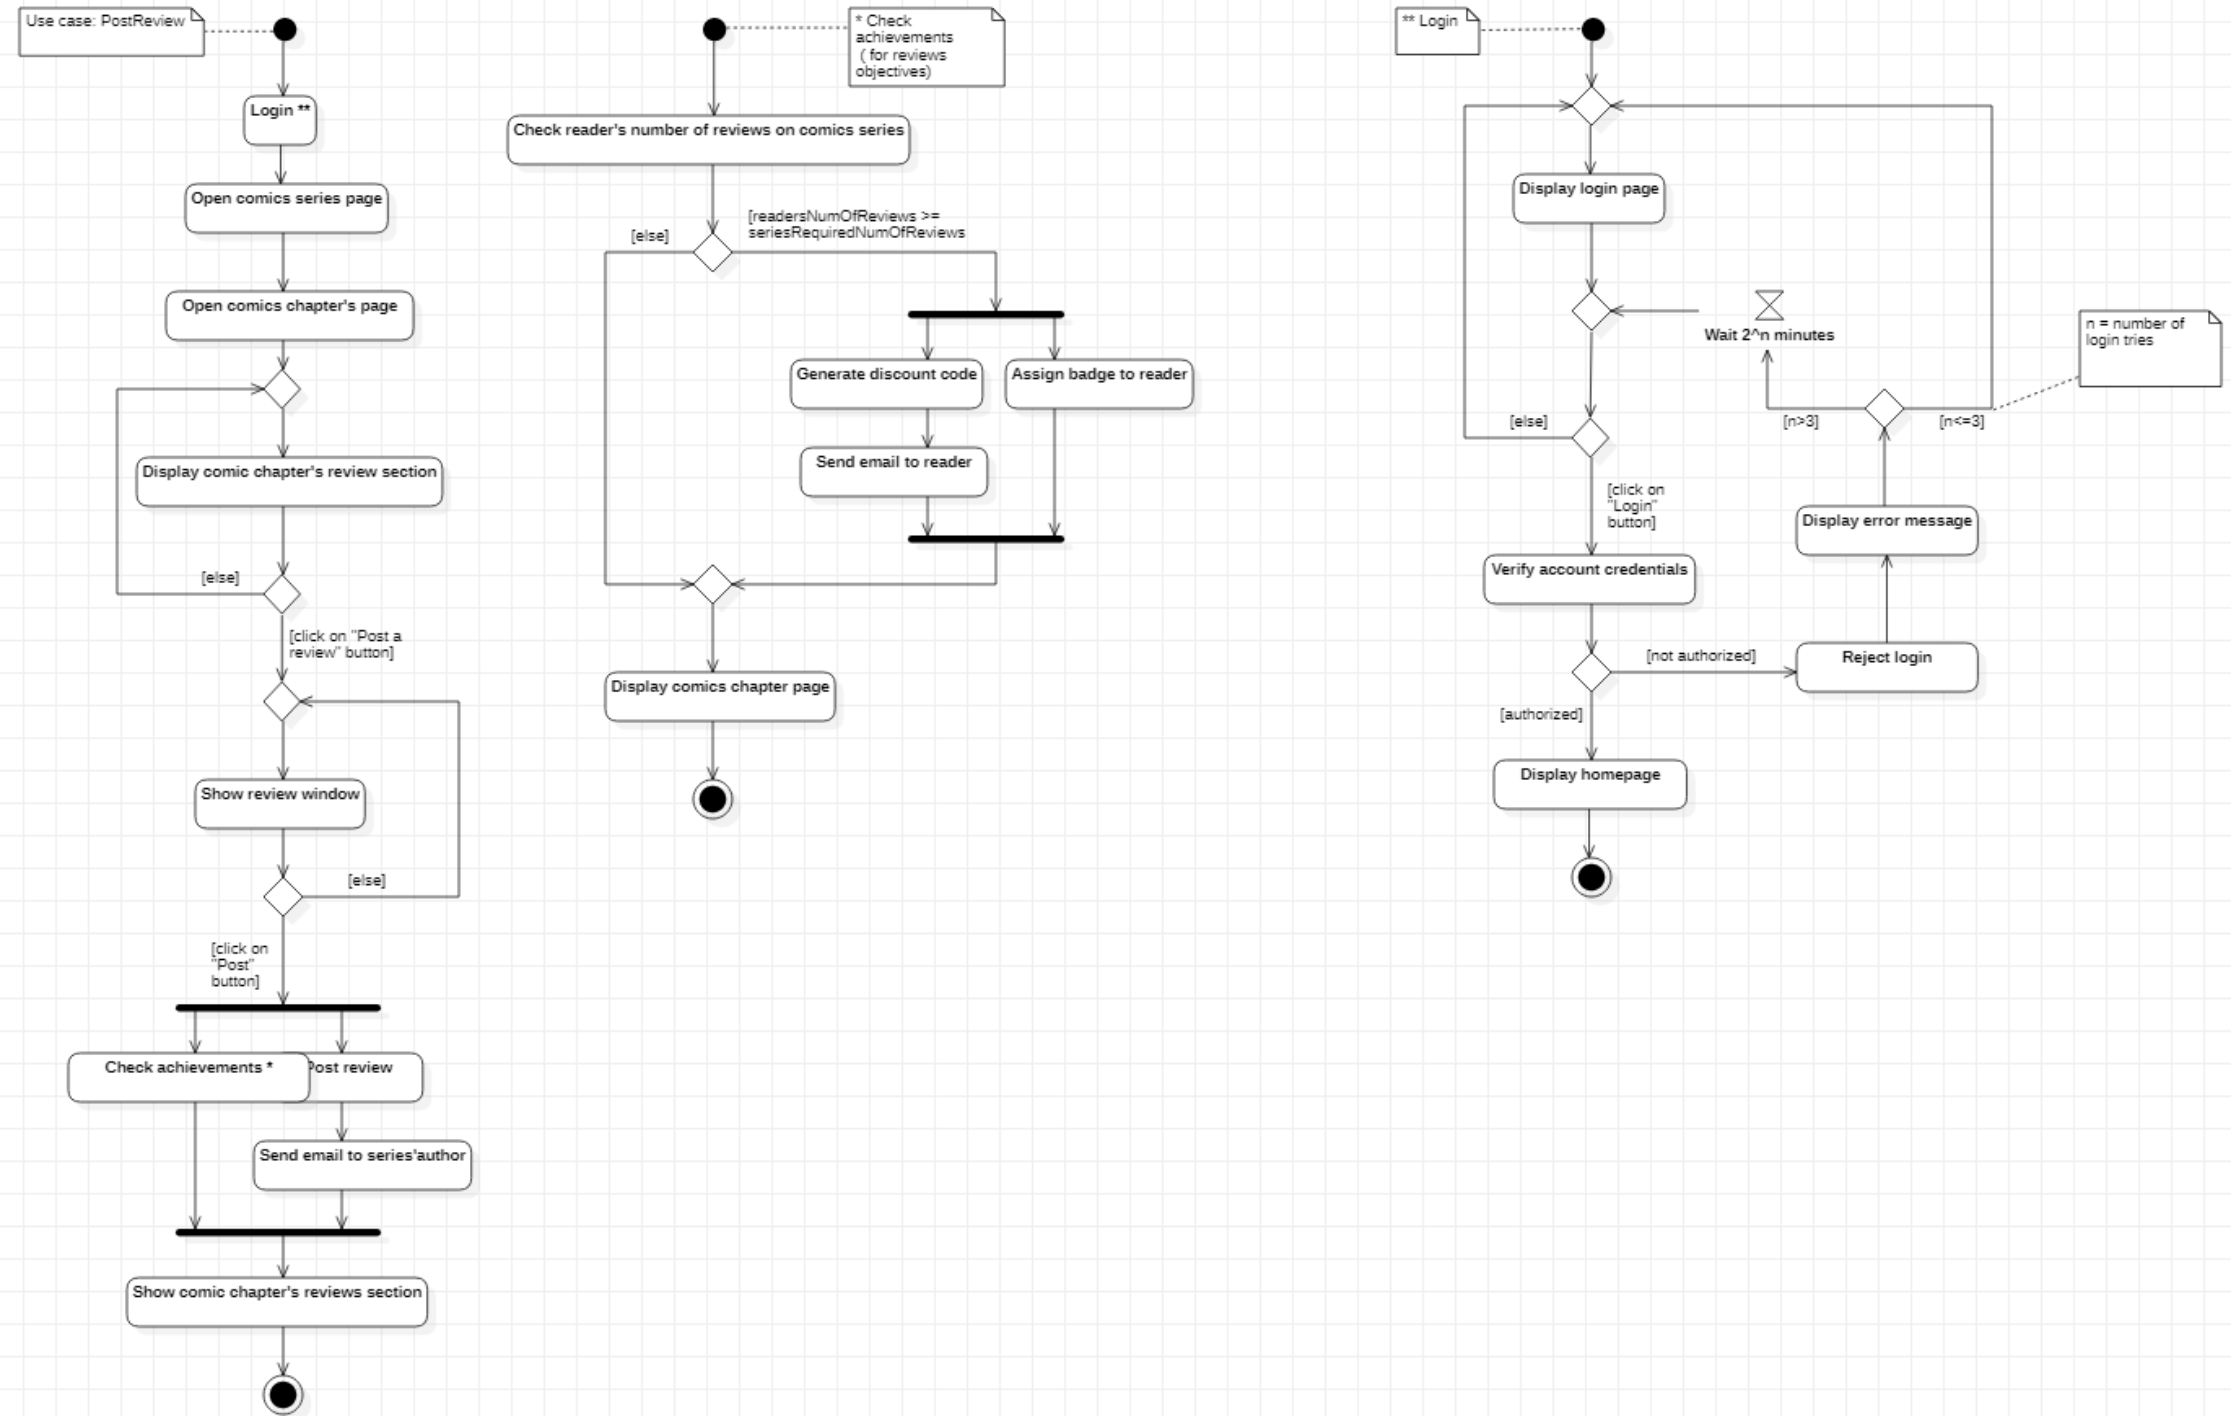 Use case: PostReview
Login **
Open comics series page
Open comics chapter's page
Display comic chapter's review section
[else]
[click on "Post a
review" button]
Show review window
[else]
[click on
"Post"
button]
Check achievements *
Post review
Send email to series'author
Show comic chapter's reviews section
* Check
achievements
( for reviews
objectives)
Check reader's number of reviews on comics series
[else]
[readersNumOfReviews >=
seriesRequiredNumOfReviews
Generate discount code
Assign badge to reader
Send email to reader
Display comics chapter page
** Login
Display login page
Wait 2^n minutes
n = number of
login tries
[n>3]
[n<=3]
[else]
[click on
"Login"
button]
Display error message
Verify account credentials
[not authorized]
Reject login
[authorized]
Display homepage